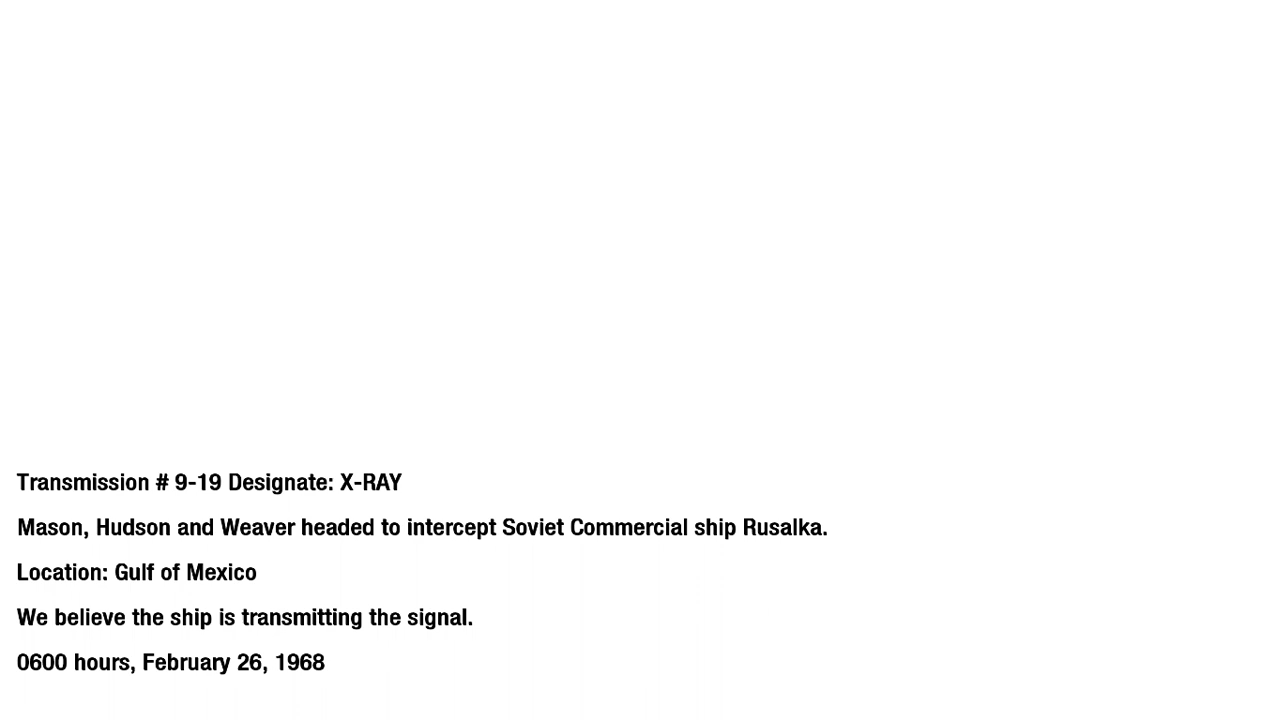 Transmission # 9-19 Designate: X-RAY
Mason, Hudson and Weaver headed to intercept Soviet Commercial ship Rusalka.
Location: Gulf of Mexico
We believe the ship is transmitting the signal.
0600 hours, February 26, 1968